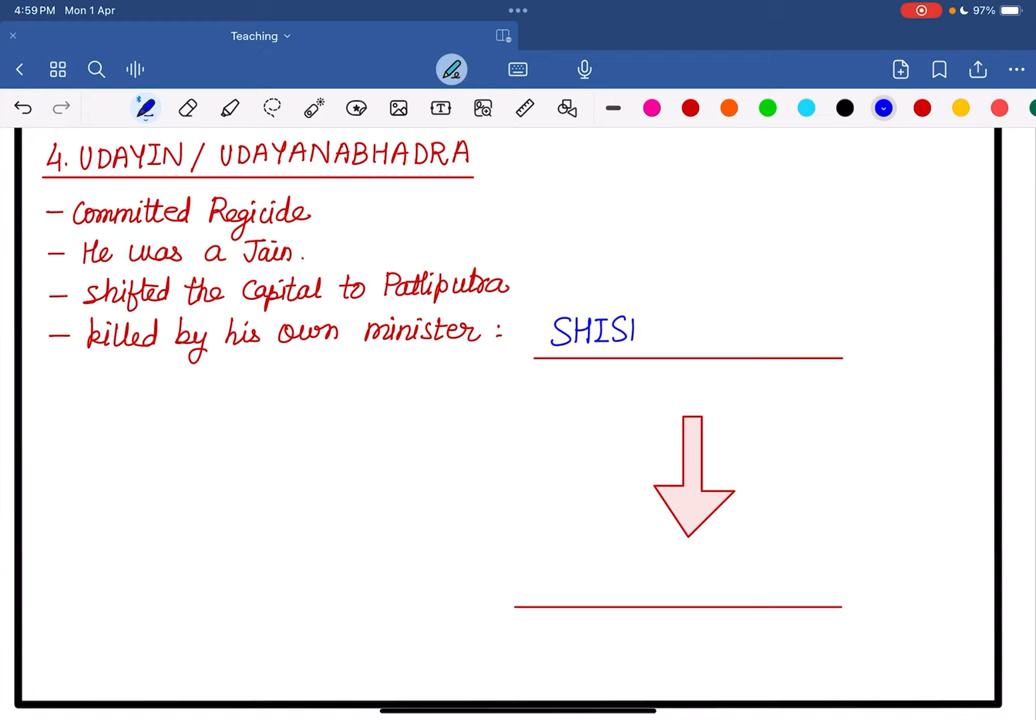 4:59 PM Mon 1 Apr
97%
Teaching
4. UDAYIN / UDAYANABHADRA
- Committed Regicide
- He was a Jain.
- shifted the Capital to Patliputra
- killed by his own minister : SHISI